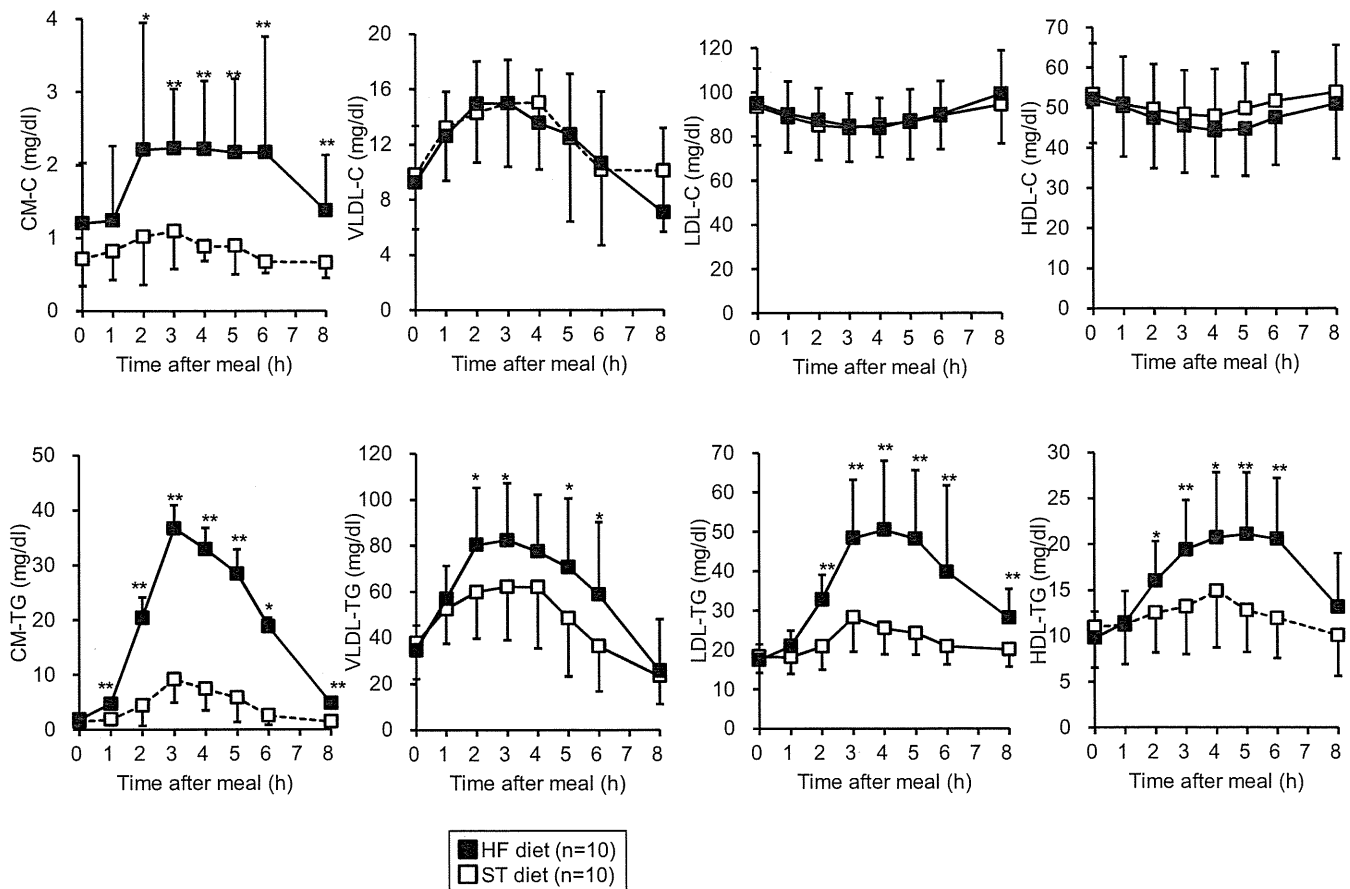 CM-C (mg/dl)
4
3
2
1
0
* ** ** ** ** **
0 1 2 3 4 5 6 7 8
Time after meal (h)
VLDL-C (mg/dl)
20
16
12
8
4
0
0 1 2 3 4 5 6 7 8
Time after meal (h)
LDL-C (mg/dl)
120
100
80
60
40
20
0
0 1 2 3 4 5 6 7 8
Time after meal (h)
HDL-C (mg/dl)
70
60
50
40
30
20
10
0
0 1 2 3 4 5 6 7 8
Time afte meal (h)
CM-TG (mg/dl)
50
40
30
20
10
0
** ** ** ** ** * **
0 1 2 3 4 5 6 7 8
Time after meal (h)
VLDL-TG (mg/dl)
120
100
80
60
40
20
0
* * * *
0 1 2 3 4 5 6 7 8
Time after meal (h)
LDL-TG (mg/dl)
70
60
50
40
30
20
10
0
** ** ** ** ** **
0 1 2 3 4 5 6 7 8
Time after meal (h)
HDL-TG (mg/dl)
30
25
20
15
10
5
0
* ** * ** **
0 1 2 3 4 5 6 7 8
Time after meal (h)
HF diet (n=10)
ST diet (n=10)